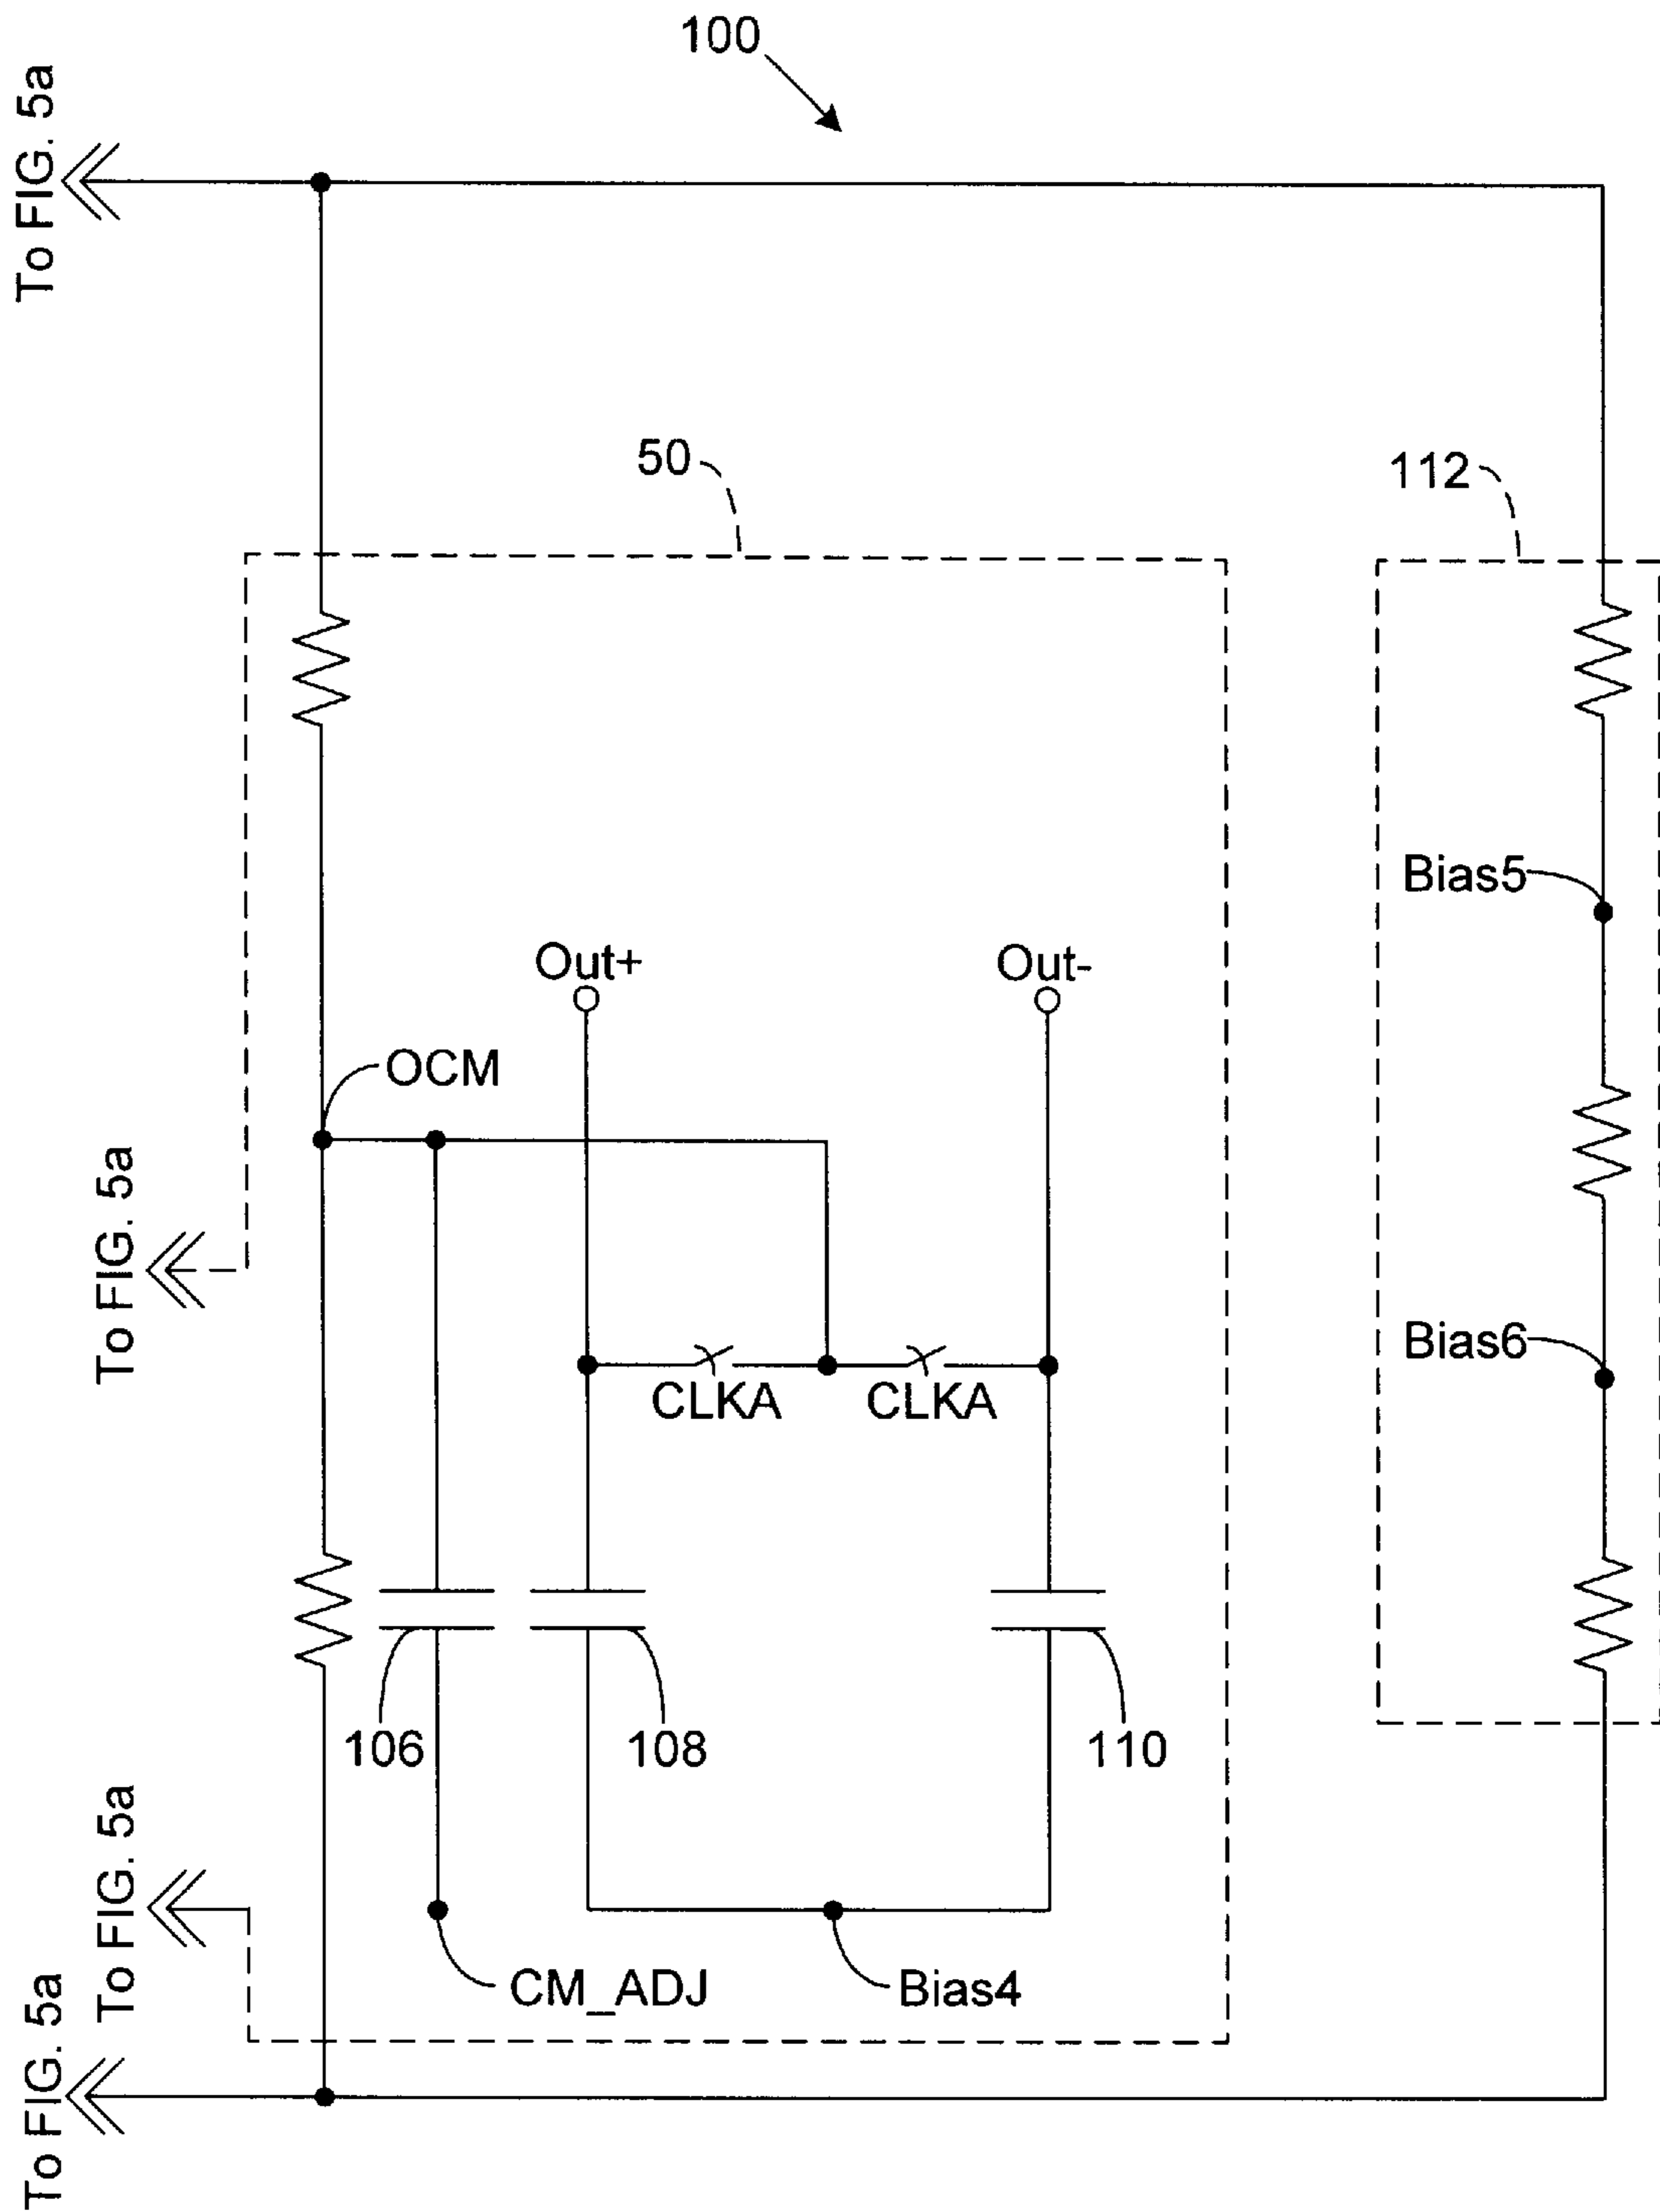 100
To FIG. 5a
50
112
Bias5
Out+
Out-
OCM
To FIG. 5a
Bias6
CLKA
CLKA
106
108
110
To FIG. 5a
CM_ADJ
Bias4
To FIG. 5a